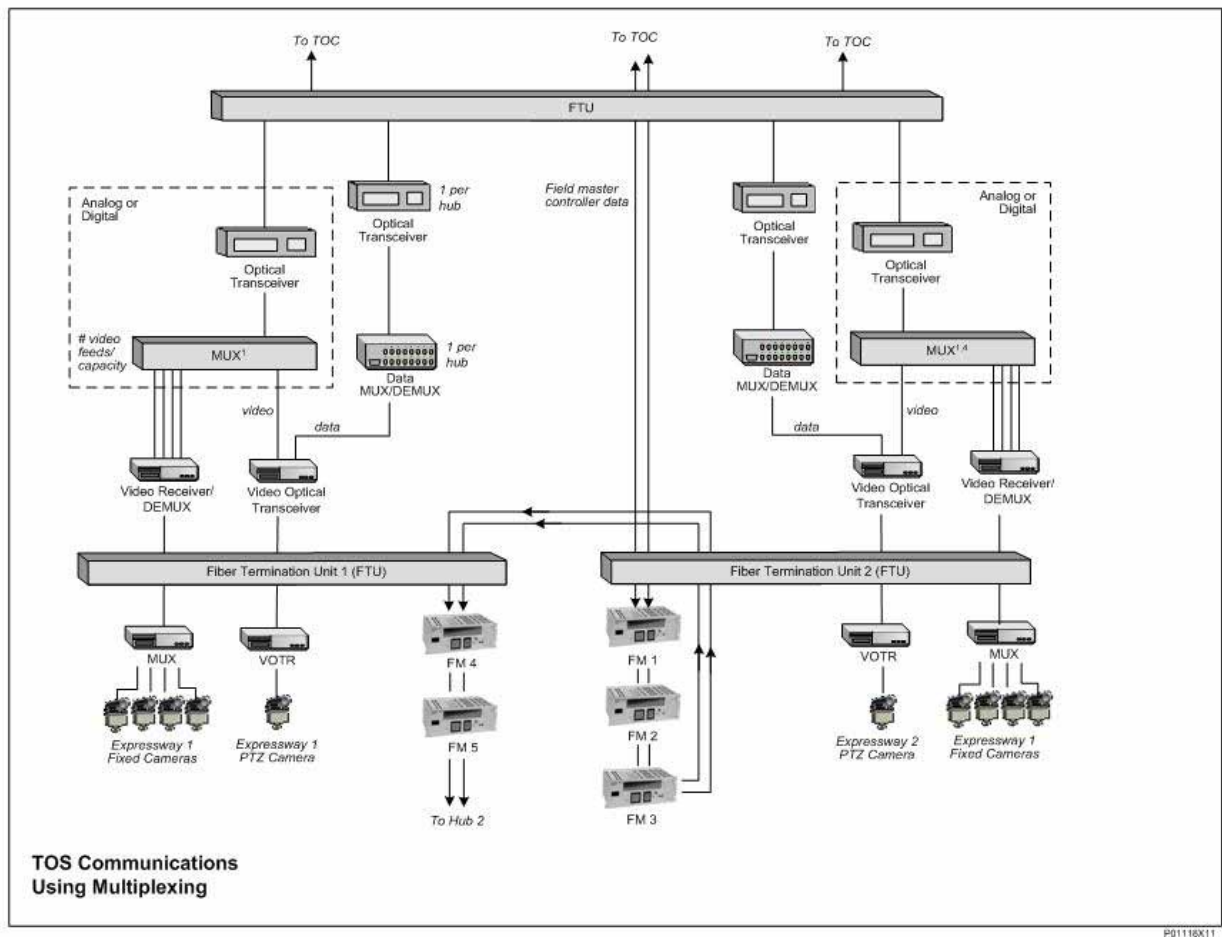 To TOC
To TOC
To TOC
FTU
Analog or
Digital
1 per
hub
Optical
Transceiver
Field master
controller data
Optical
Transceiver
Analog or
Digital
Optical
Transceiver
Optical
Transceiver
# video
feeds/
capacity
MUX1
1 per
hub
Data
MUX/DEMUX
Data
MUX/DEMUX
MUX1,4
video
data
data
video
Video Receiver/
DEMUX
Video Optical
Transceiver
Video Optical
Transceiver
Video Receiver/
DEMUX
Fiber Termination Unit 1 (FTU)
Fiber Termination Unit 2 (FTU)
MUX
VOTR
FM 4
FM 1
VOTR
MUX
Expressway 1
Fixed Cameras
Expressway 1
PTZ Camera
FM 5
FM 2
Expressway 2
PTZ Camera
Expressway 1
Fixed Cameras
To Hub 2
FM 3
TOS Communications
Using Multiplexing
P01118X11